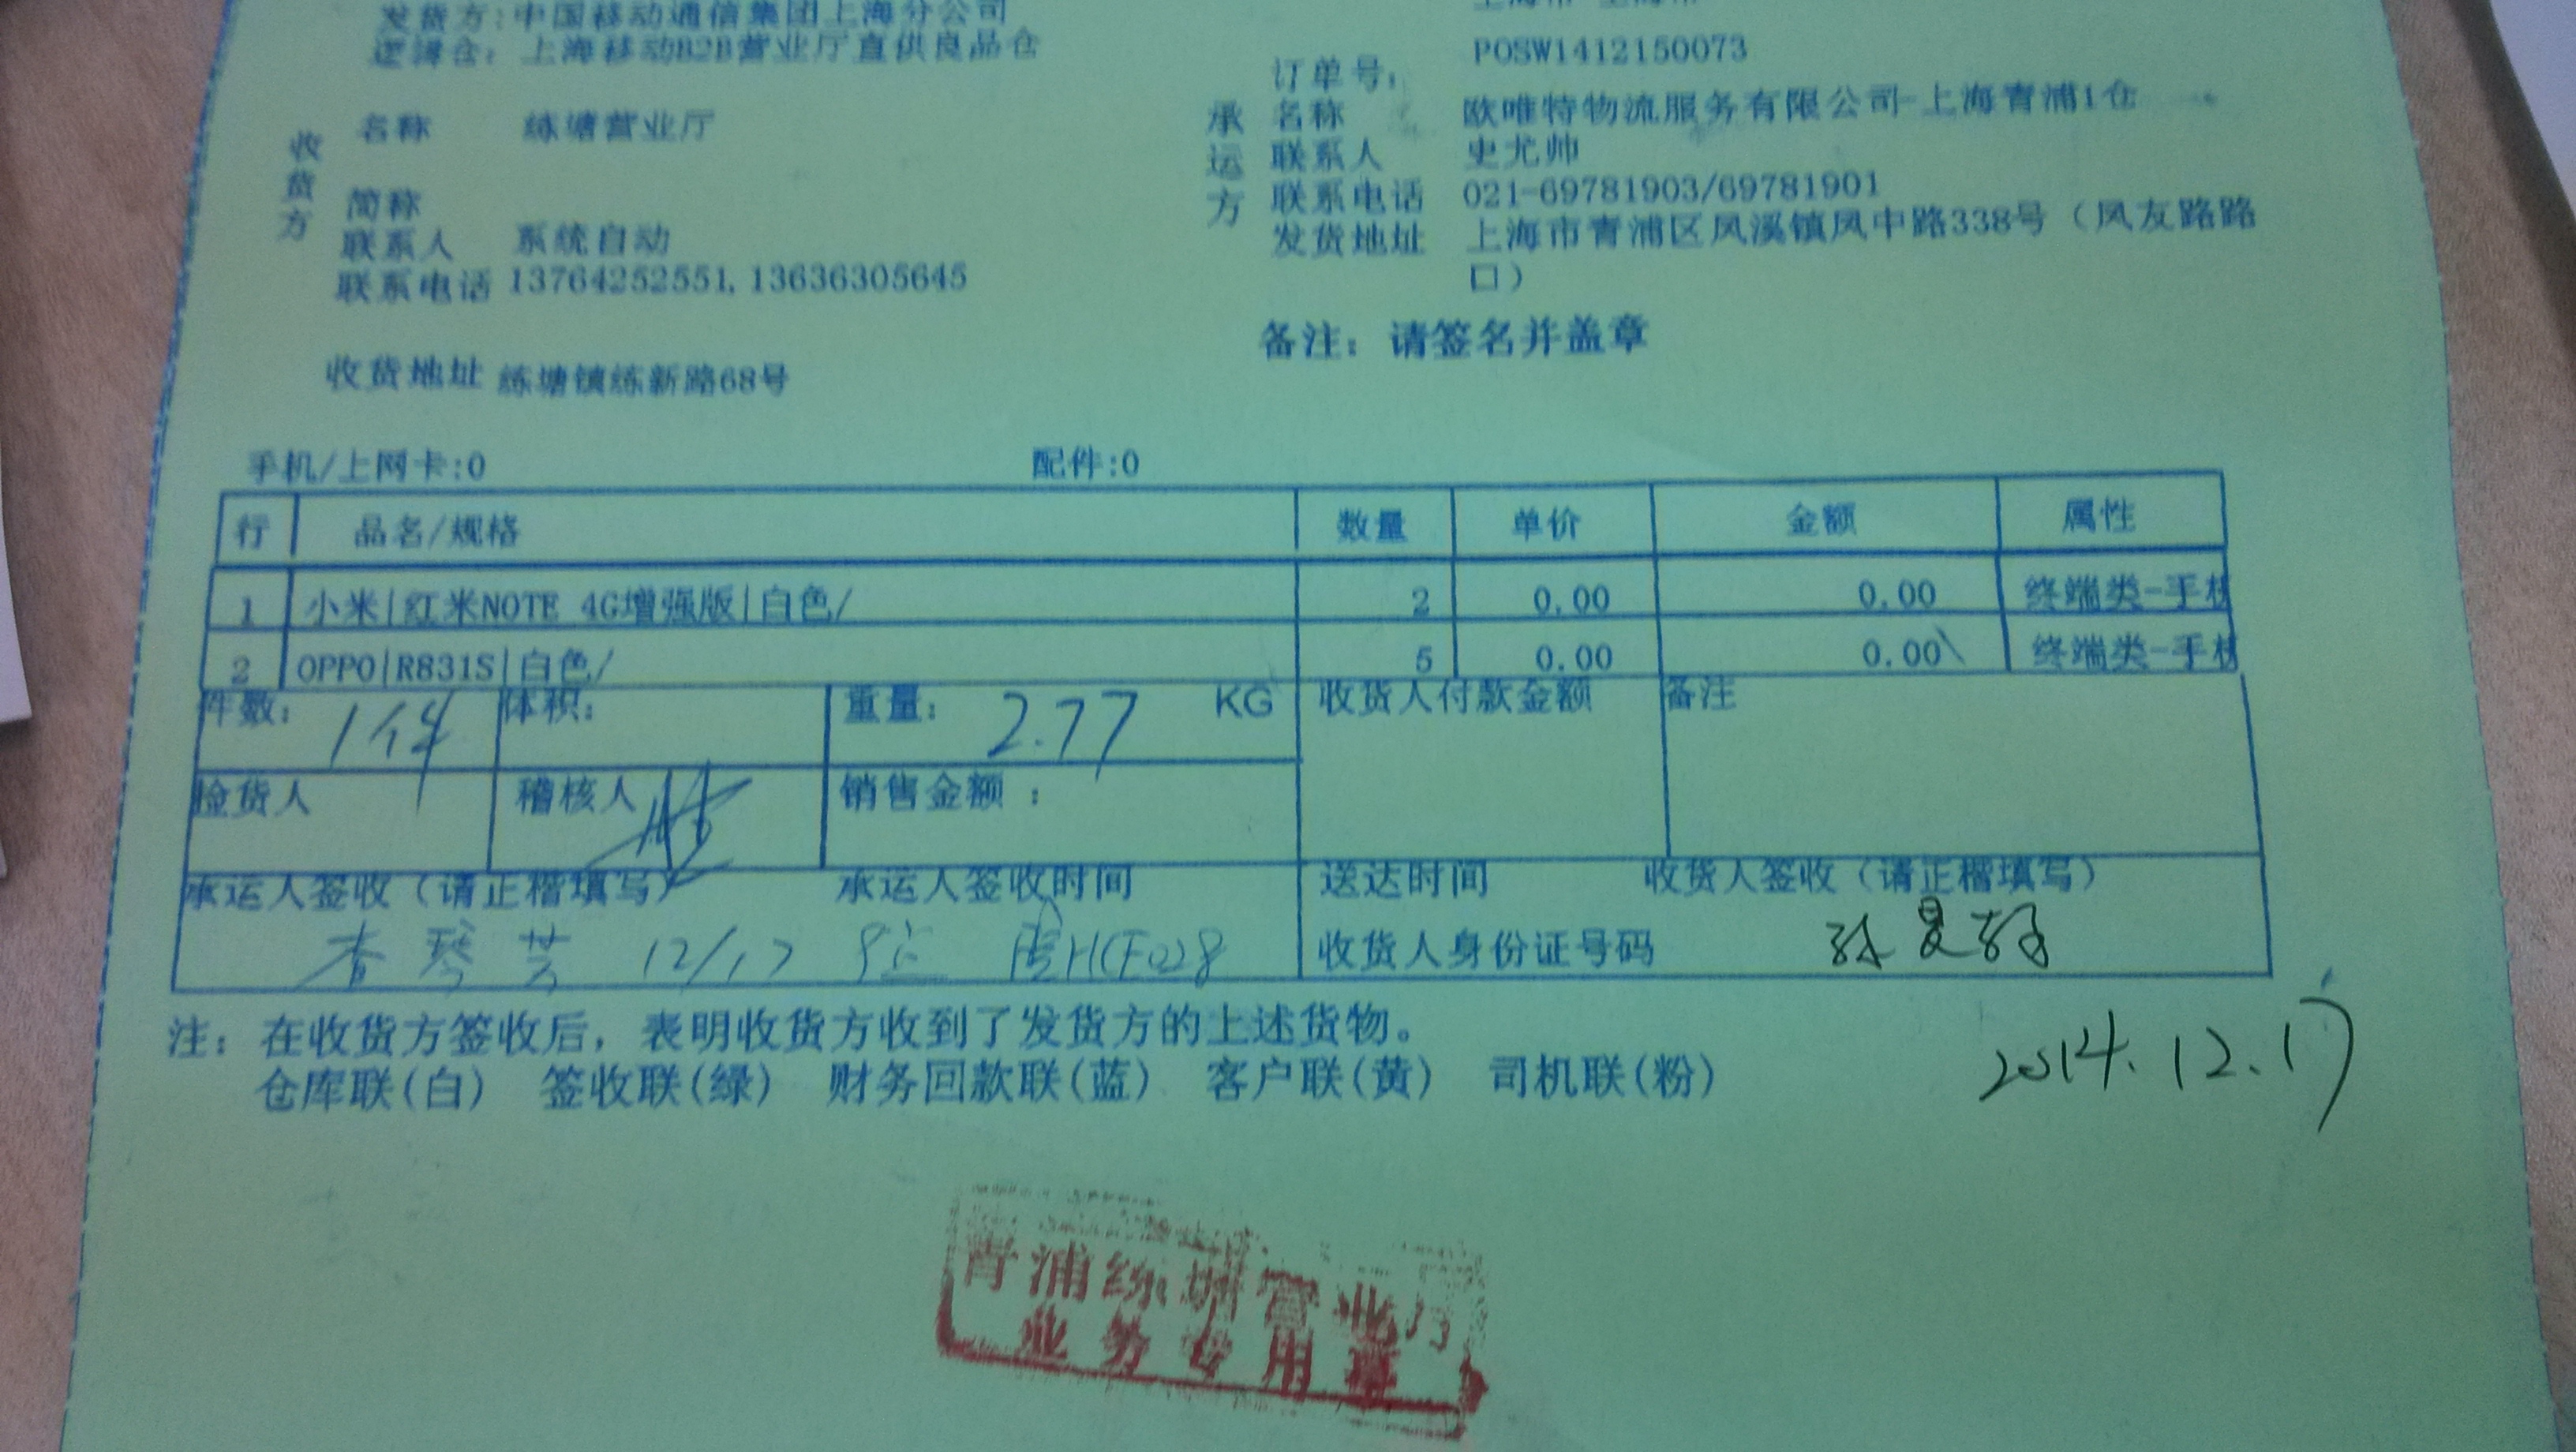 发货方:中国移动通信集团上海分公司
逻辑仓: 上海移动B2B营业厅直供良品仓
收货方
名称 练塘营业厅
简称
联系人 系统自动
联系电话 13764252551, 13636305645
收货地址 练塘镇练新路68号
订单号: POSW1412150073
承运方
名称 欧唯特物流服务有限公司-上海青浦1仓
联系人 史尤帅
联系电话 021-69781903/69781901
发货地址 上海市青浦区凤溪镇凤中路338号（凤友路路
口）
备注: 请签名并盖章
手机/上网卡:0 配件:0
行 品名/规格 数量 单价 金额 属性
1 小米|红米NOTE 4G增强版|白色/ 2 0.00 0.00 终端类-手机
2 OPPO|R831S|白色/ 5 0.00 0.00 终端类-手机
件数: 1件 体积: 重量: 2.77 KG 收货人付款金额 备注
检货人 稽核人 销售金额 :
承运人签收（请正楷填写） 承运人签收时间 送达时间 收货人签收（请正楷填写）
12/17
收货人身份证号码
注: 在收货方签收后, 表明收货方收到了发货方的上述货物。
2014.12.17
仓库联(白) 签收联(绿) 财务回款联(蓝) 客户联(黄) 司机联(粉)
青浦练塘营业厅
业务专用章